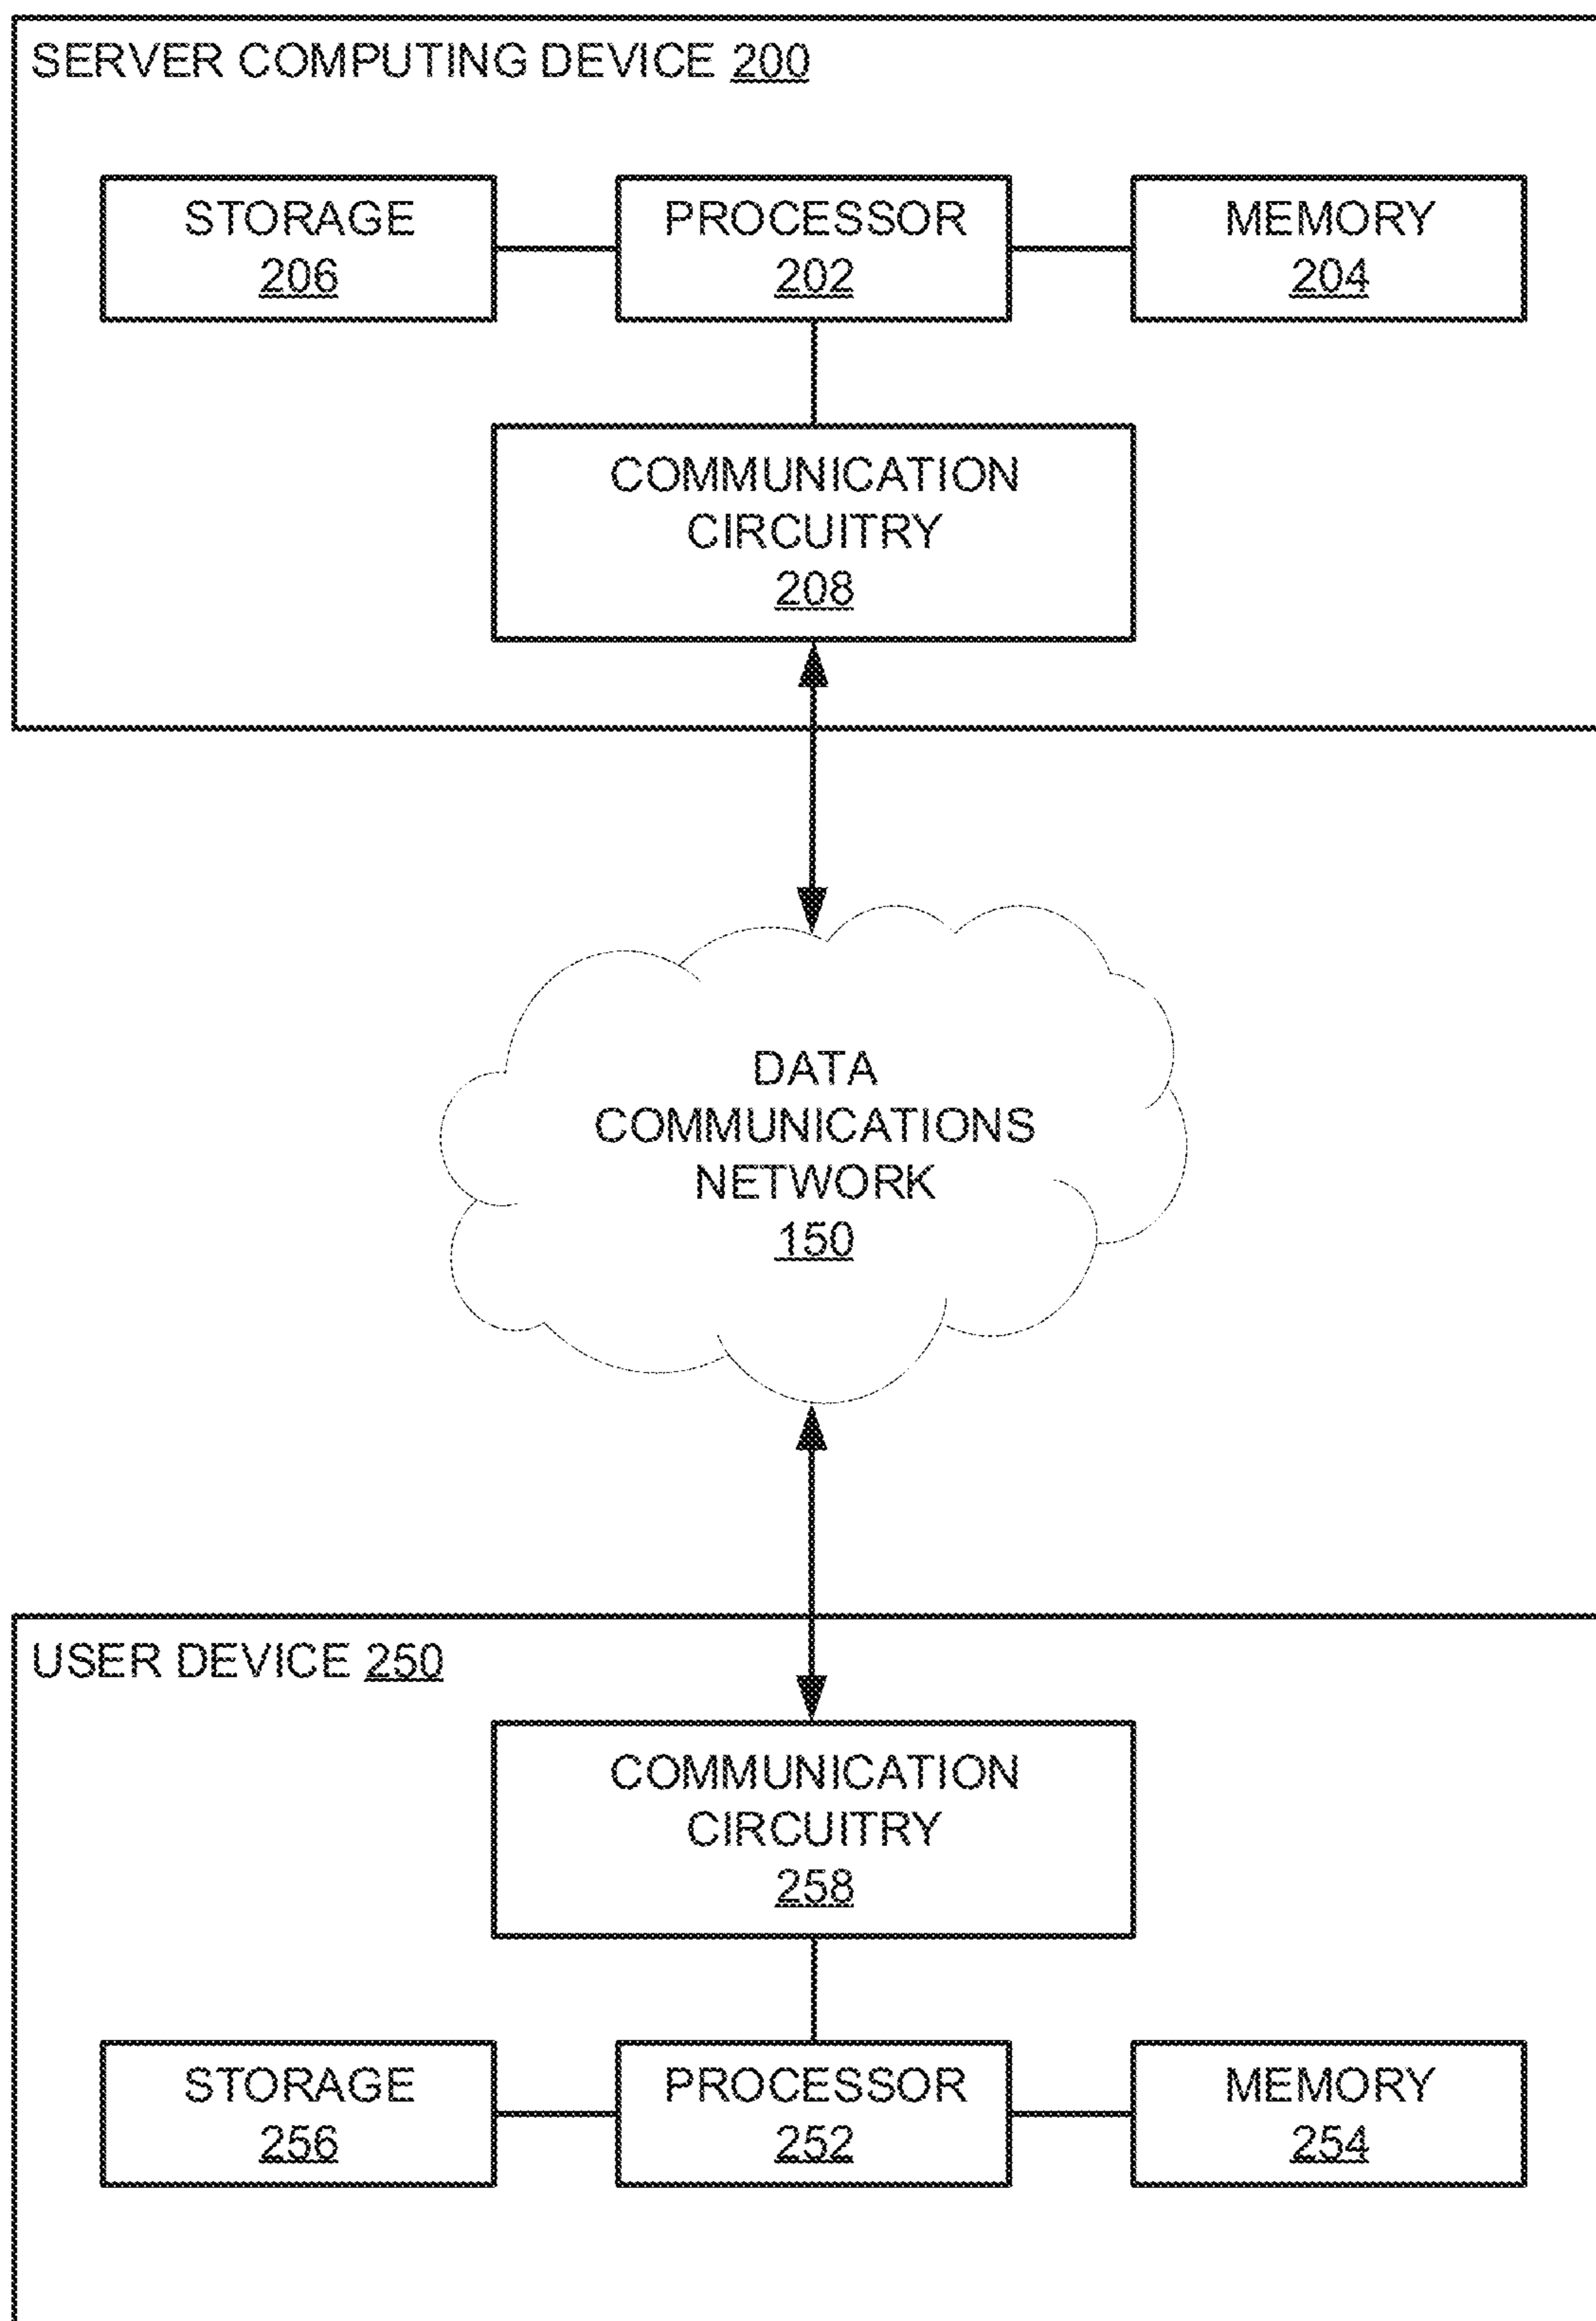 SERVER COMPUTING DEVICE 200
STORAGE
206
PROCESSOR
202
MEMORY
204
COMMUNICATION
CIRCUITRY
208
DATA
COMMUNICATIONS
NETWORK
150
USER DEVICE 250
COMMUNICATION
CIRCUITRY
258
STORAGE
256
PROCESSOR
252
MEMORY
254